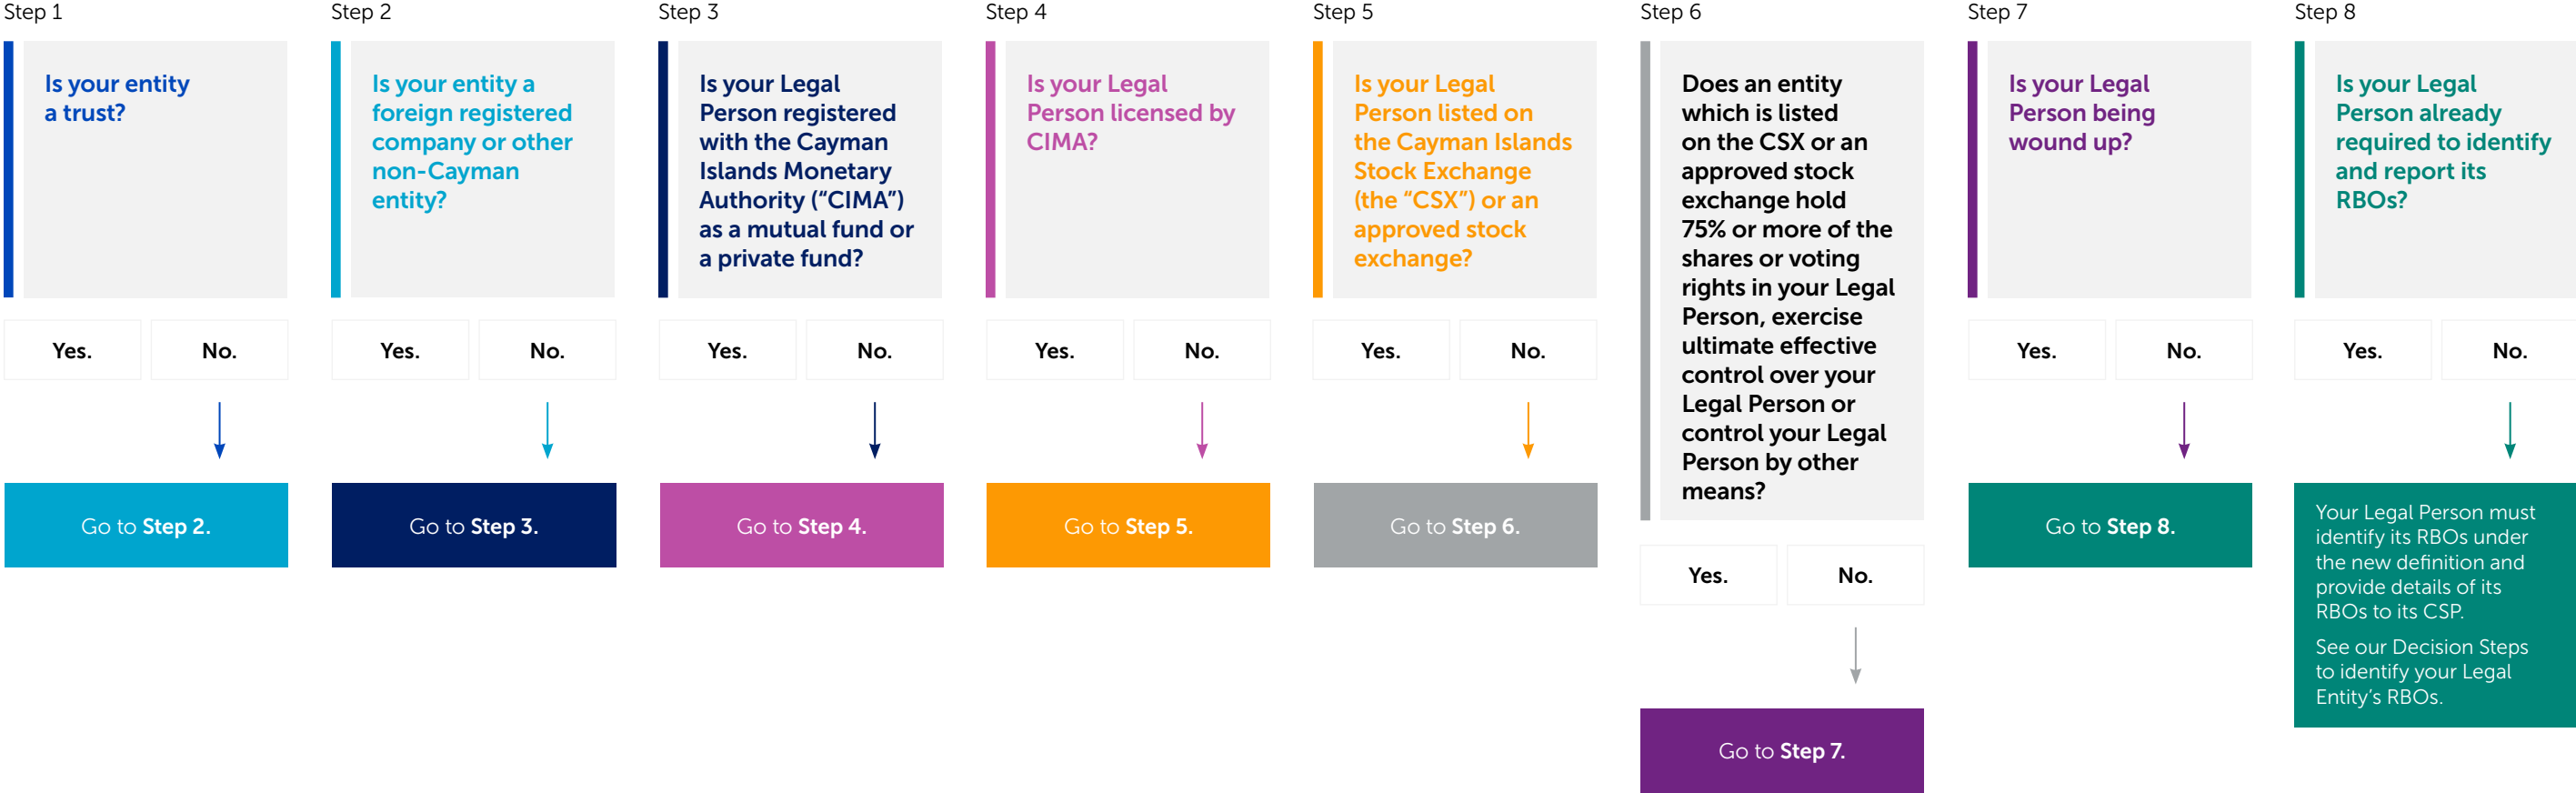 Step 1
Is your entity
a trust?
Yes.
No.
Go to Step 2.
Step 2
Is your entity a
foreign registered
company or other
non-Cayman
entity?
Yes.
No.
Go to Step 3.
Step 3
Is your Legal
Person registered
with the Cayman
Islands Monetary
Authority (“CIMA”)
as a mutual fund or
a private fund?
Yes.
No.
Go to Step 4.
Step 4
Is your Legal
Person licensed by
CIMA?
Yes.
No.
Go to Step 5.
Step 5
Is your Legal
Person listed on
the Cayman Islands
Stock Exchange
(the “CSX”) or an
approved stock
exchange?
Yes.
No.
Go to Step 6.
Step 6
Does an entity
which is listed
on the CSX or an
approved stock
exchange hold
75% or more of the
shares or voting
rights in your Legal
Person, exercise
ultimate effective
control over your
Legal Person or
control your Legal
Person by other
means?
Yes.
No.
Go to Step 7.
Step 7
Is your Legal
Person being
wound up?
Yes.
No.
Go to Step 8.
Step 8
Is your Legal
Person already
required to identify
and report its
RBOs?
Yes.
No.
Your Legal Person must
identify its RBOs under
the new definition and
provide details of its
RBOs to its CSP.
See our Decision Steps
to identify your Legal
Entity’s RBOs.